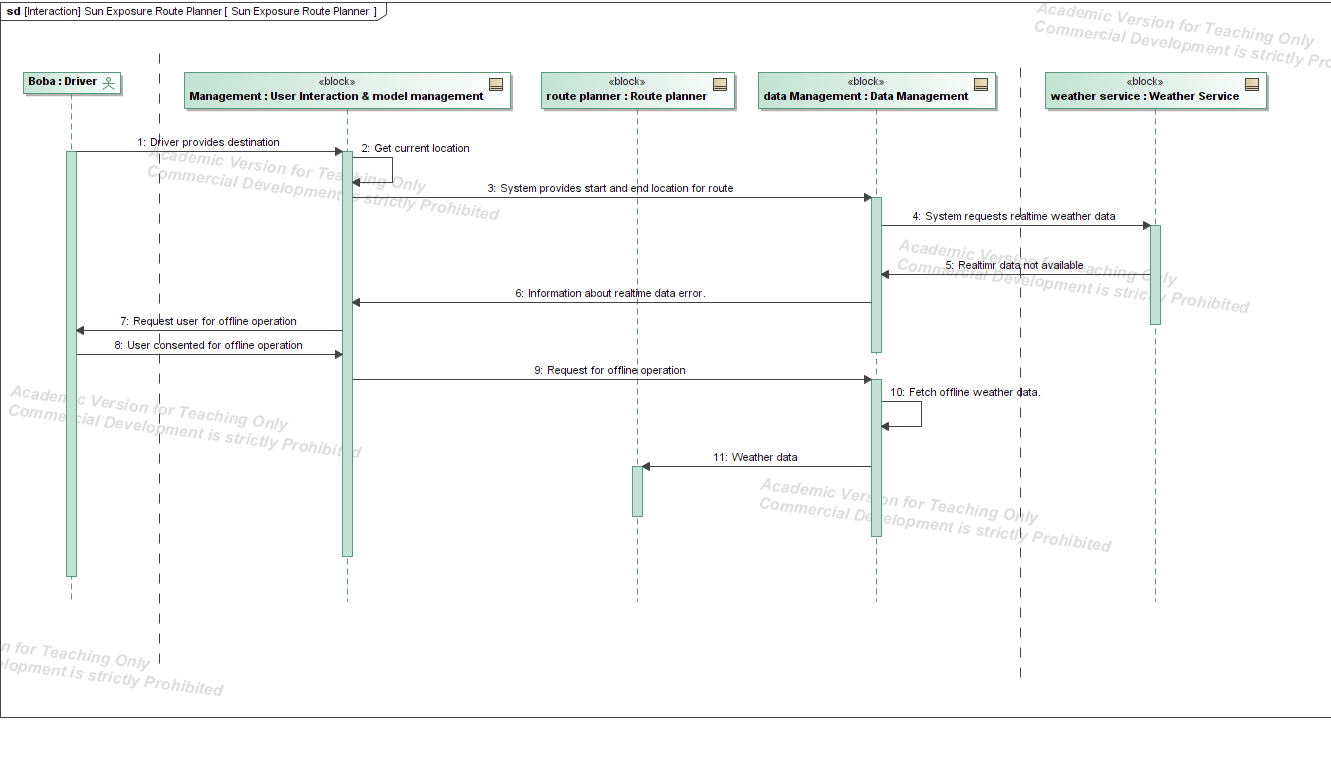 sd [Interaction] Sun Exposure Route Planner [ Sun Exposure Route Planner ]
Academic Version for Teaching Only
Commercial Development is strictly Pro
Boba : Driver
«block»
Management : User Interaction & model management
«block»
route planner : Route planner
«block»
data Management : Data Management
«block»
weather service : Weather Service
1: Driver provides destination
2: Get current location
Academic Version for Teaching Only
Commercial Development is strictly Prohibited
3: System provides start and end location for route
4: System requests realtime weather data
Academic Version for Teaching Only
Commercial Development is strictly Prohibited
5: Realtimr data not available
6: Information about realtime data error.
7: Request user for offline operation
8: User consented for offline operation
9: Request for offline operation
10: Fetch offline weather data.
Academic Version for Teaching Only
Commercial Development is strictly Prohibited
11: Weather data
Academic Version for Teaching Only
Commercial Development is strictly Prohibited
n for Teaching Only
elopment is strictly Prohibited